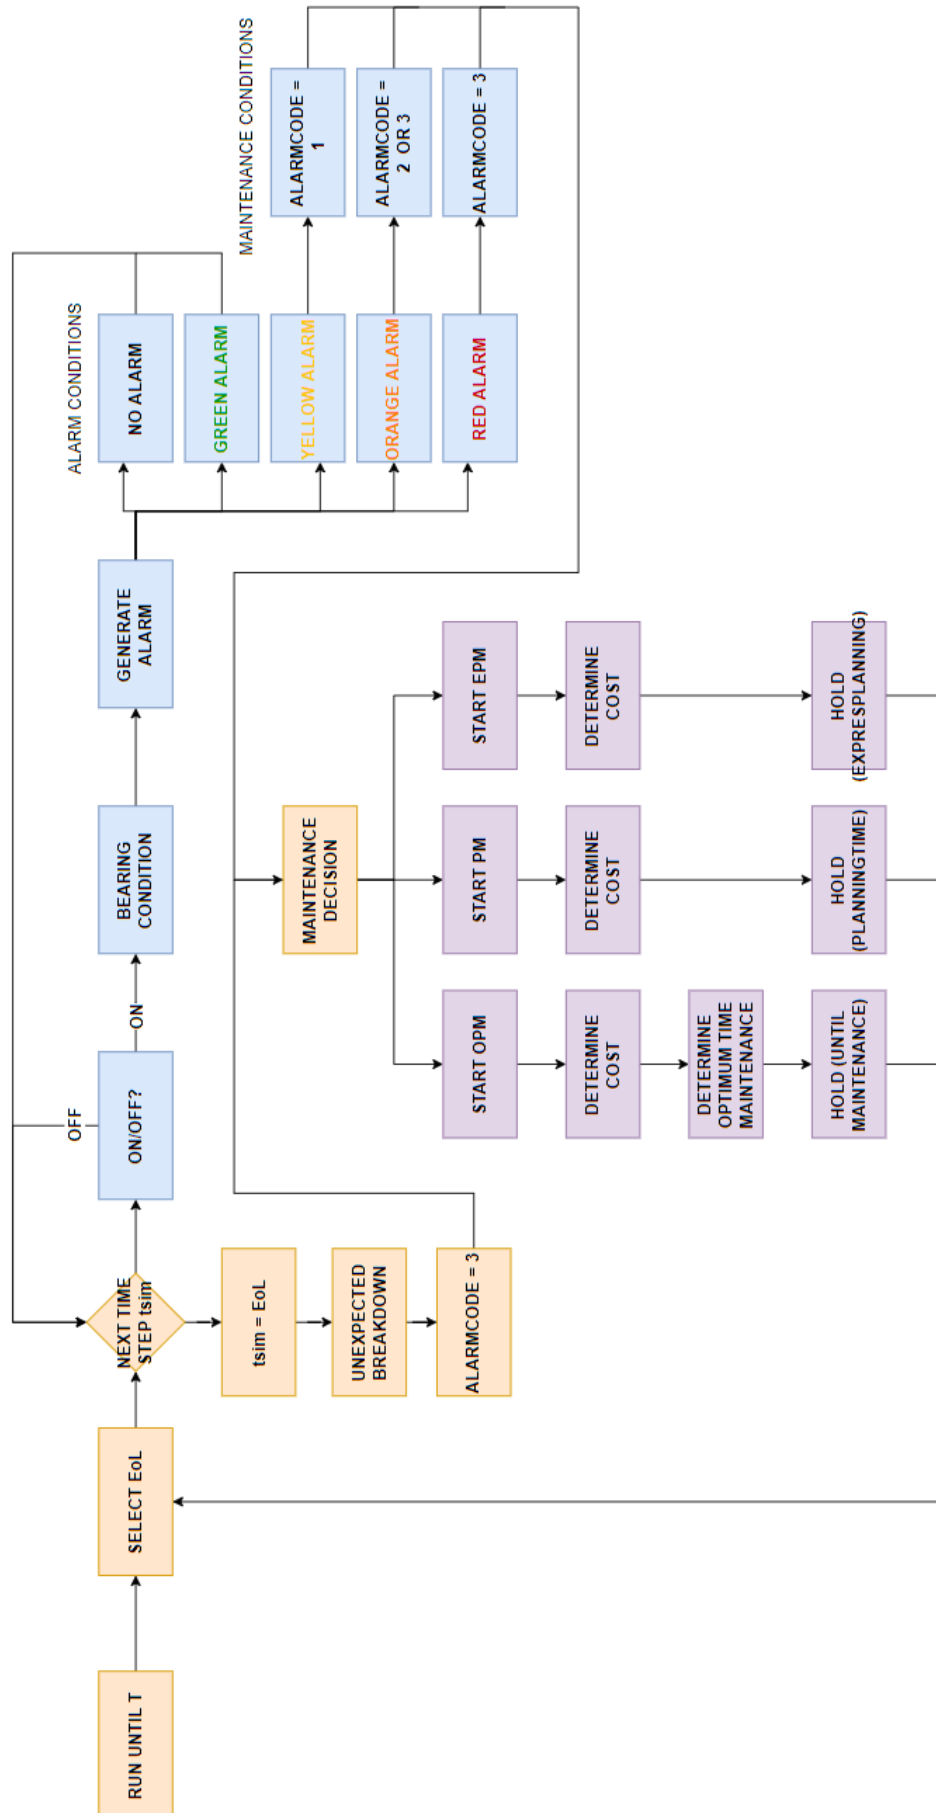 RUN UNTIL T
SELECT EoL
NEXT TIME
STEP tsim
ON/OFF?
OFF
ON
BEARING
CONDITION
GENERATE
ALARM
ALARM CONDITIONS
NO ALARM
GREEN ALARM
YELLOW ALARM
ORANGE ALARM
RED ALARM
MAINTENANCE CONDITIONS
ALARMCODE =
1
ALARMCODE =
2 OR 3
ALARMCODE = 3
tsim = EoL
UNEXPECTED
BREAKDOWN
ALARMCODE = 3
MAINTENANCE
DECISION
START OPM
DETERMINE
COST
DETERMINE
OPTIMUM TIME
MAINTENANCE
HOLD (UNTIL
MAINTENANCE)
START PM
DETERMINE
COST
HOLD
(PLANNINGTIME)
START EPM
DETERMINE
COST
HOLD
(EXPRESPLANNING)